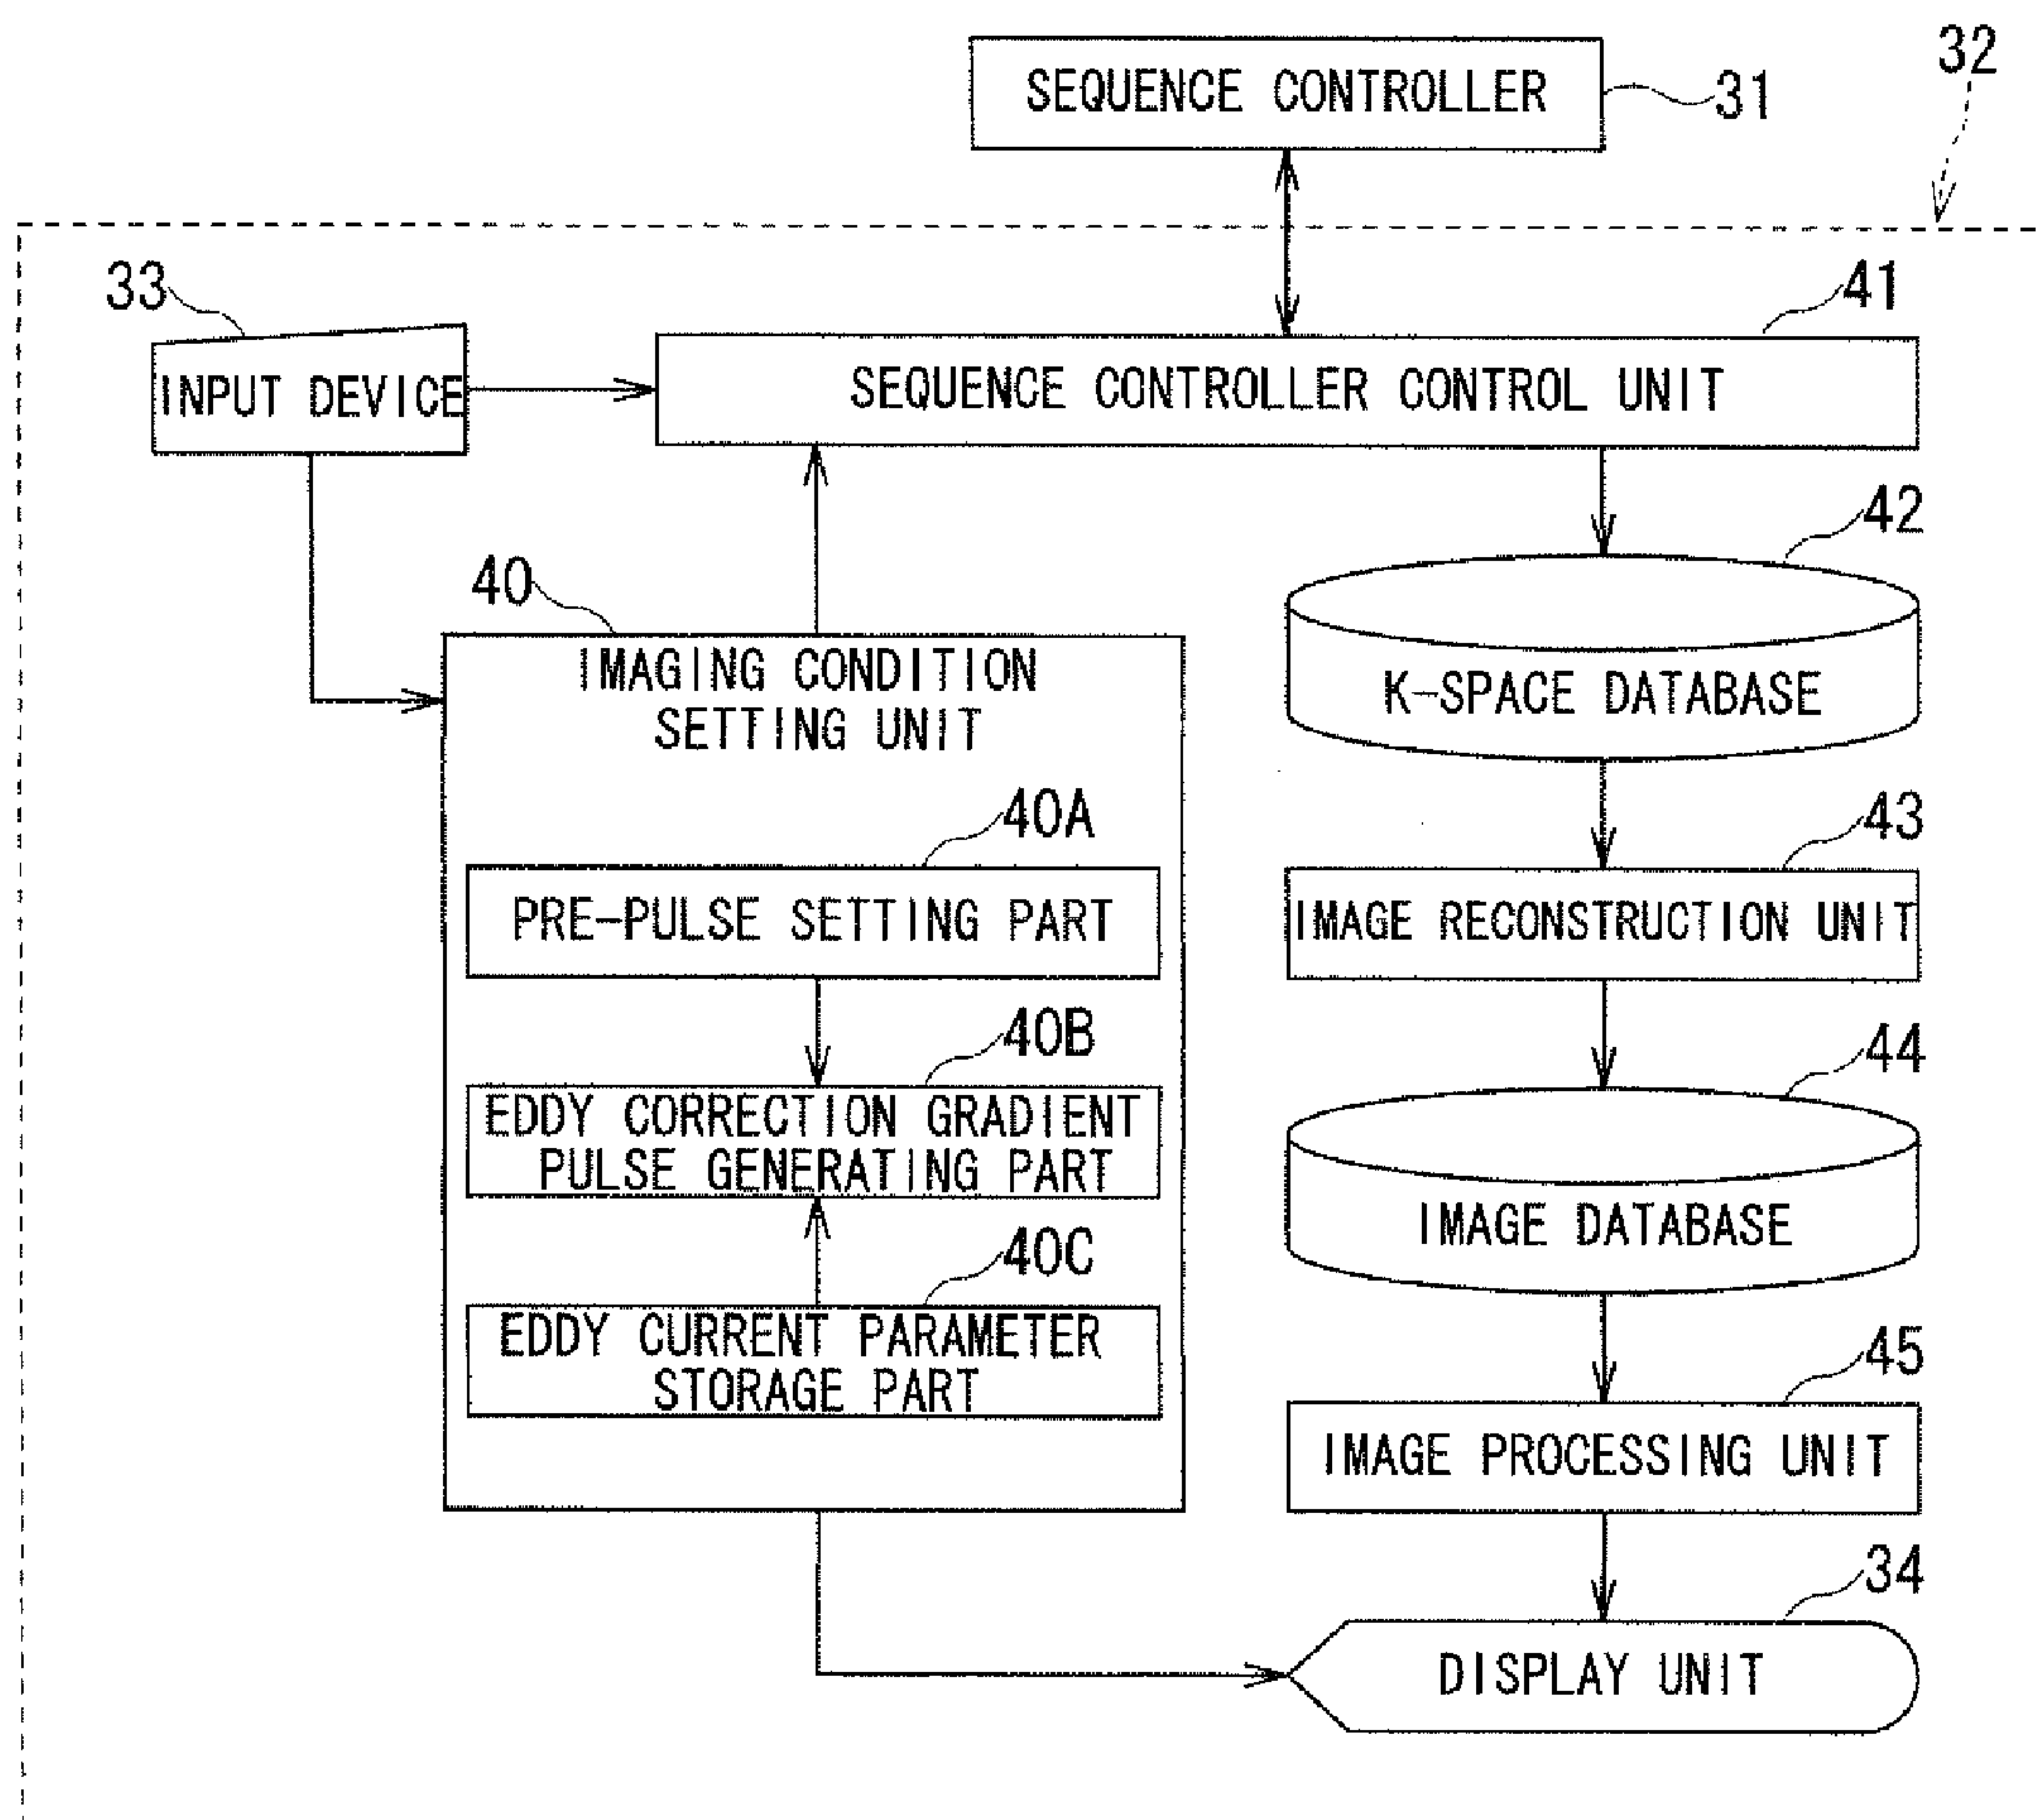 32
SEQUENCE CONTROLLER
31
33
41
INPUT DEVICE
SEQUENCE CONTROLLER CONTROL UNIT
42
40
IMAGING CONDITION
SETTING UNIT
K-SPACE DATABASE
40A
43
PRE-PULSE SETTING PART
IMAGE RECONSTRUCTION UNIT
40B
44
EDDY CORRECTION GRADIENT
PULSE GENERATING PART
IMAGE DATABASE
40C
45
EDDY CURRENT PARAMETER
STORAGE PART
IMAGE PROCESSING UNIT
34
DISPLAY UNIT